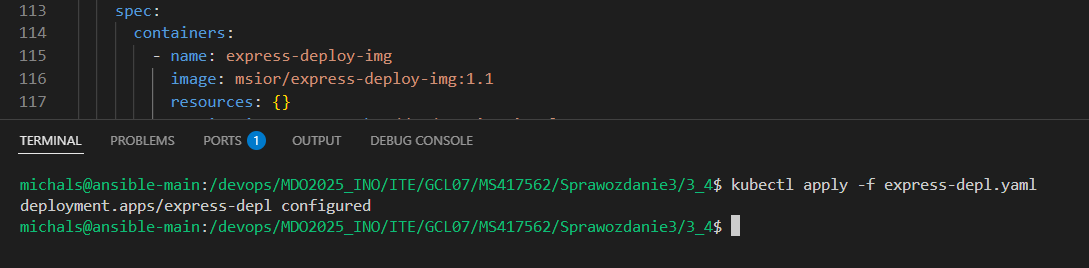 113 spec:
114 containers:
115 - name: express-deploy-img
116 image: msior/express-deploy-img:1.1
117 resources: {}
TERMINAL PROBLEMS PORTS 1 OUTPUT DEBUG CONSOLE
michals@ansible-main:/devops/MDO2025_INO/ITE/GCL07/MS417562/Sprawozdanie3/3_4$ kubectl apply -f express-depl.yaml
deployment.apps/express-depl configured
michals@ansible-main:/devops/MDO2025_INO/ITE/GCL07/MS417562/Sprawozdanie3/3_4$